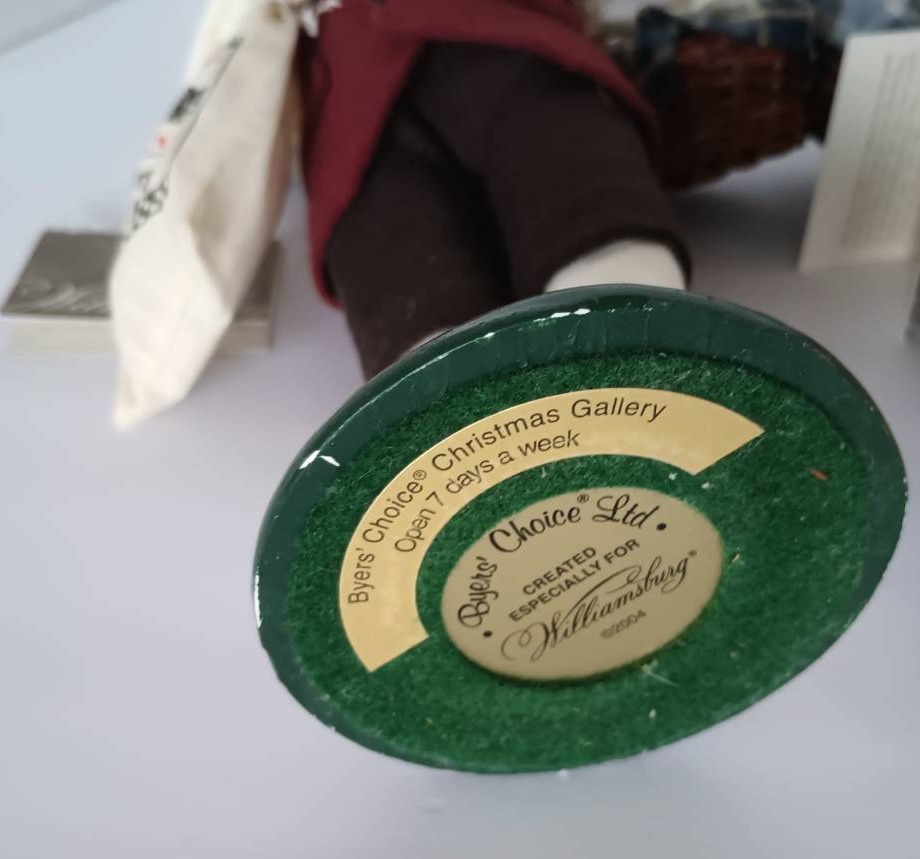 Byers' Choice® Christmas Gallery
Open 7 days a week
• Byers' Choice® Ltd •
CREATED
ESPECIALLY FOR
Williamsburg®
©2004